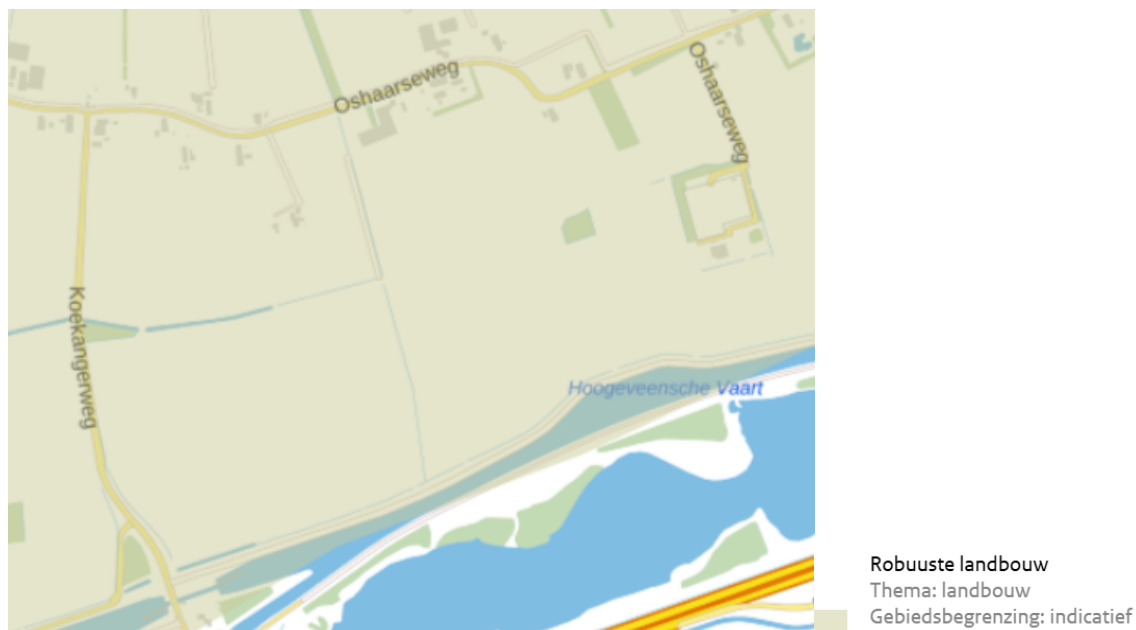 Oshaarseweg
Oshaarseweg
Koekangerweg
Hoogeveensche Vaart
Robuuste landbouw
Thema: landbouw
Gebiedsbegrenzing: indicatief